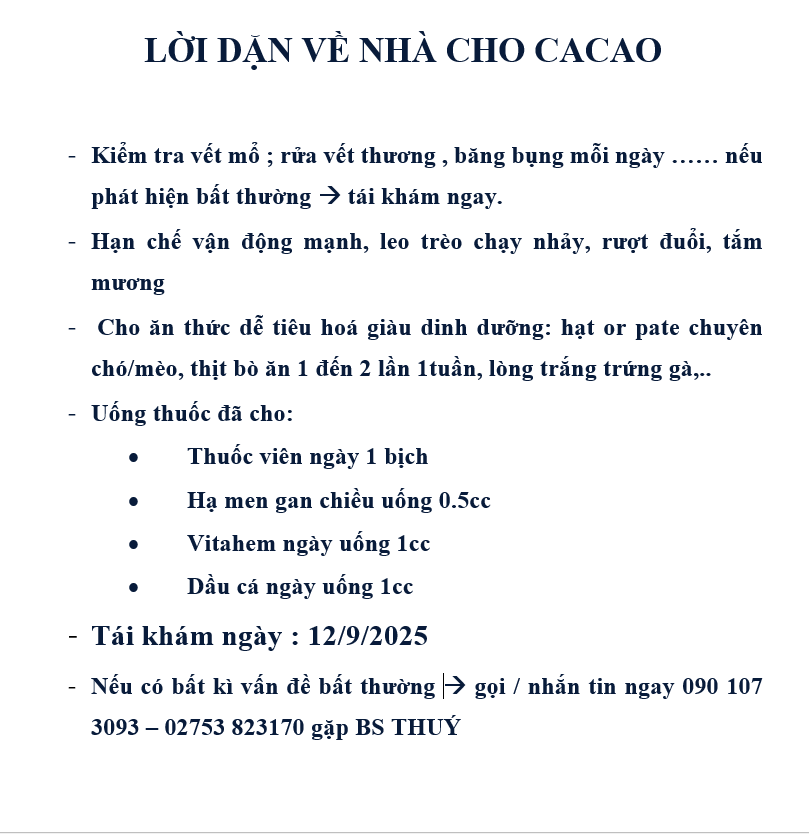 LỜI DẶN VỀ NHÀ CHO CACAO
- Kiểm tra vết mổ ; rửa vết thương , băng bụng mỗi ngày …… nếu
phát hiện bất thường → tái khám ngay.
- Hạn chế vận động mạnh, leo trèo chạy nhảy, rượt đuổi, tắm
mương
- Cho ăn thức dễ tiêu hoá giàu dinh dưỡng: hạt or pate chuyên
chó/mèo, thịt bò ăn 1 đến 2 lần 1tuần, lòng trắng trứng gà,..
- Uống thuốc đã cho:
• Thuốc viên ngày 1 bịch
• Hạ men gan chiều uống 0.5cc
• Vitahem ngày uống 1cc
• Dầu cá ngày uống 1cc
- Tái khám ngày : 12/9/2025
- Nếu có bất kì vấn đề bất thường → gọi / nhắn tin ngay 090 107
3093 – 02753 823170 gặp BS THUÝ